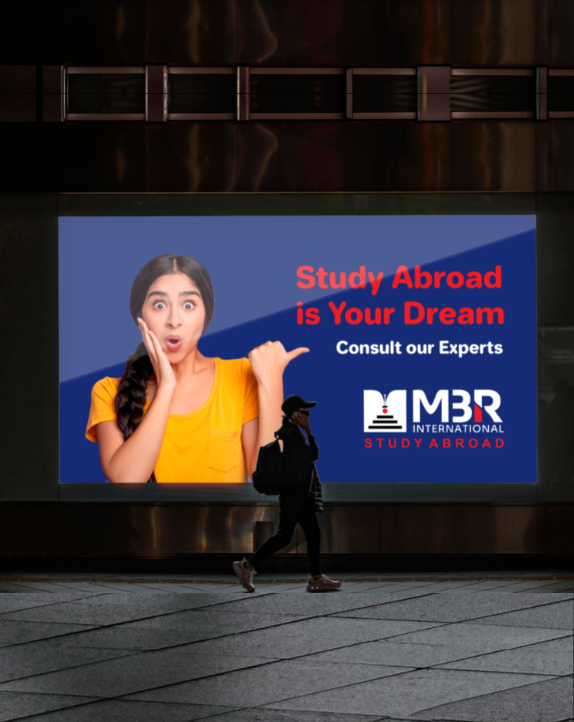 Study Abroad
is Your Dream
Consult our Experts
MBR
INTERNATIONAL
STUDY ABROAD